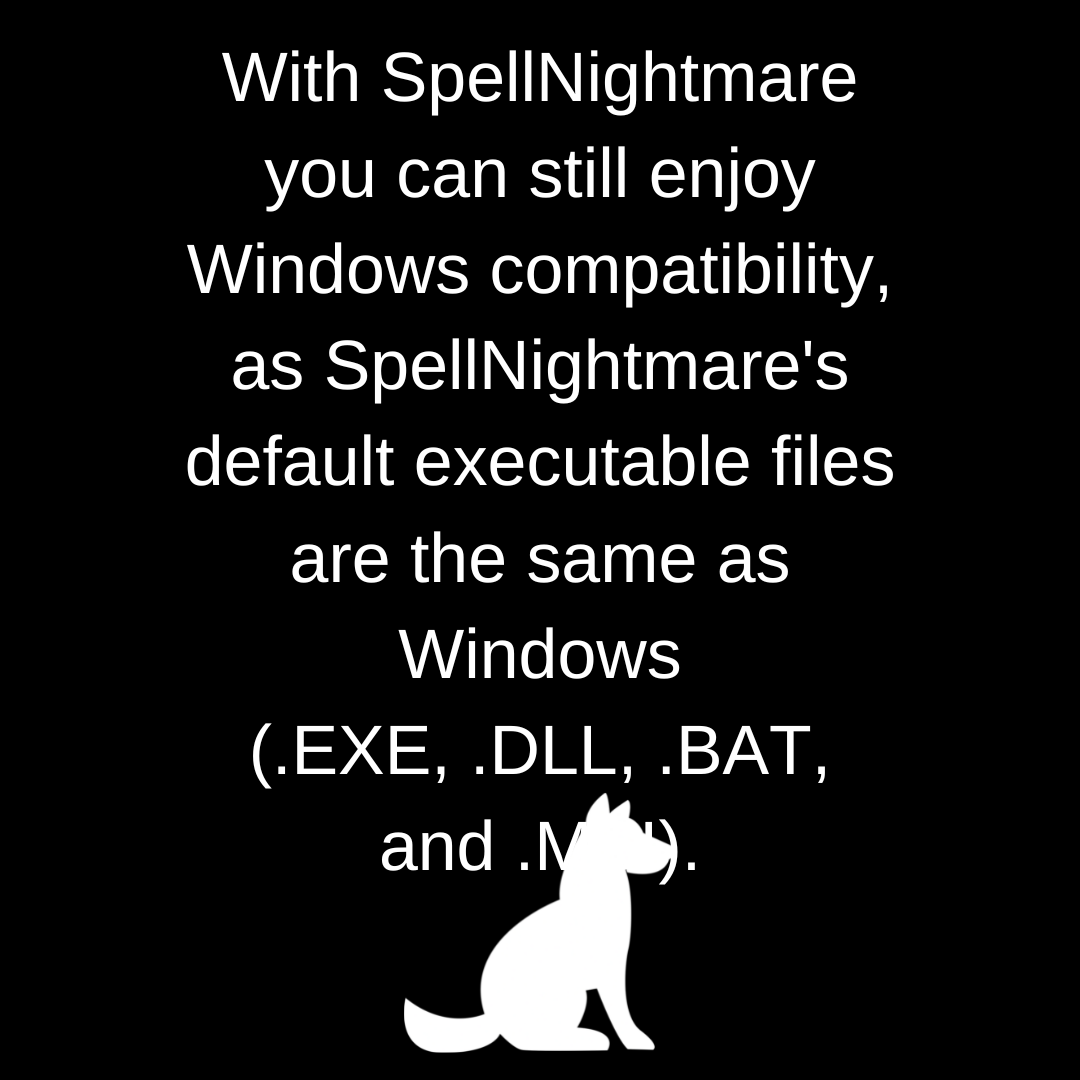 With SpellNightmare
you can still enjoy
Windows compatibility,
as SpellNightmare's
default executable files
are the same as
Windows
(.EXE, .DLL, .BAT,
and